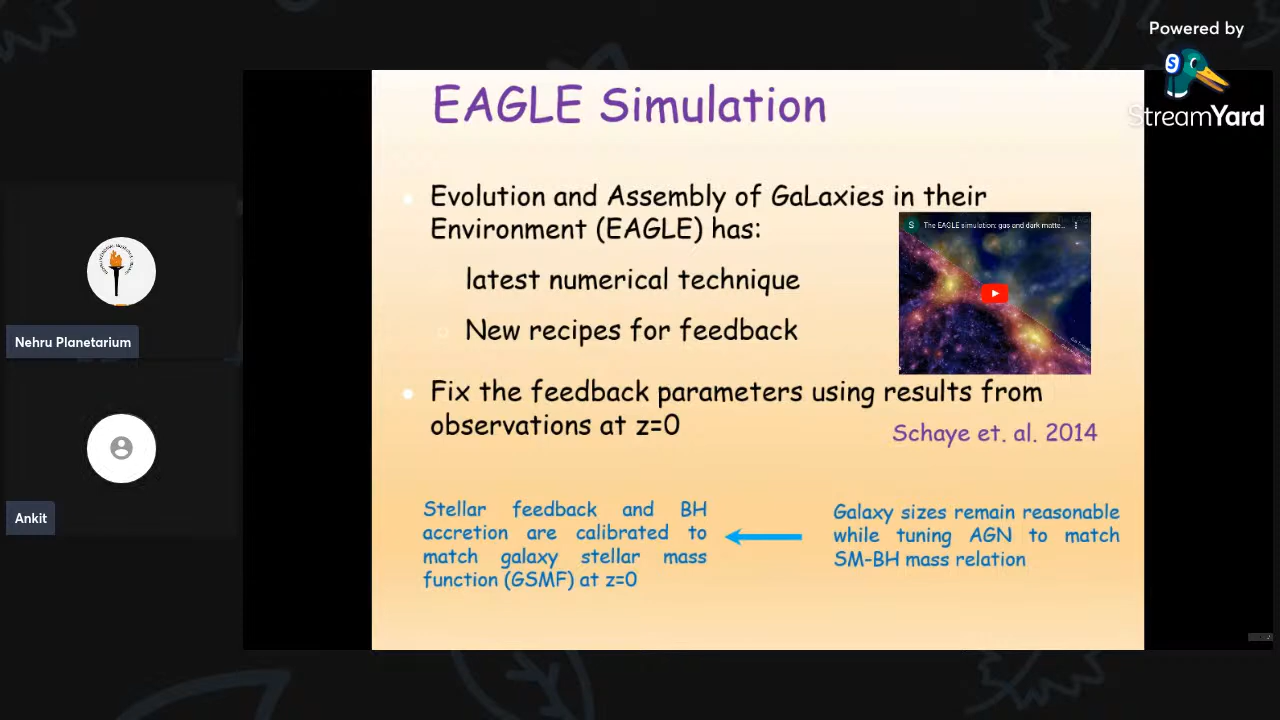 Powered by
StreamYard
EAGLE Simulation
Evolution and Assembly of GaLaxies in their
Environment (EAGLE) has:
S The EAGLE simulation: gas and dark matte...
latest numerical technique
New recipes for feedback
Fix the feedback parameters using results from
observations at z=0
Schaye et. al. 2014
Stellar feedback and BH
accretion are calibrated to
match galaxy stellar mass
function (GSMF) at z=0
Galaxy sizes remain reasonable
while tuning AGN to match
SM-BH mass relation
Nehru Planetarium
Ankit